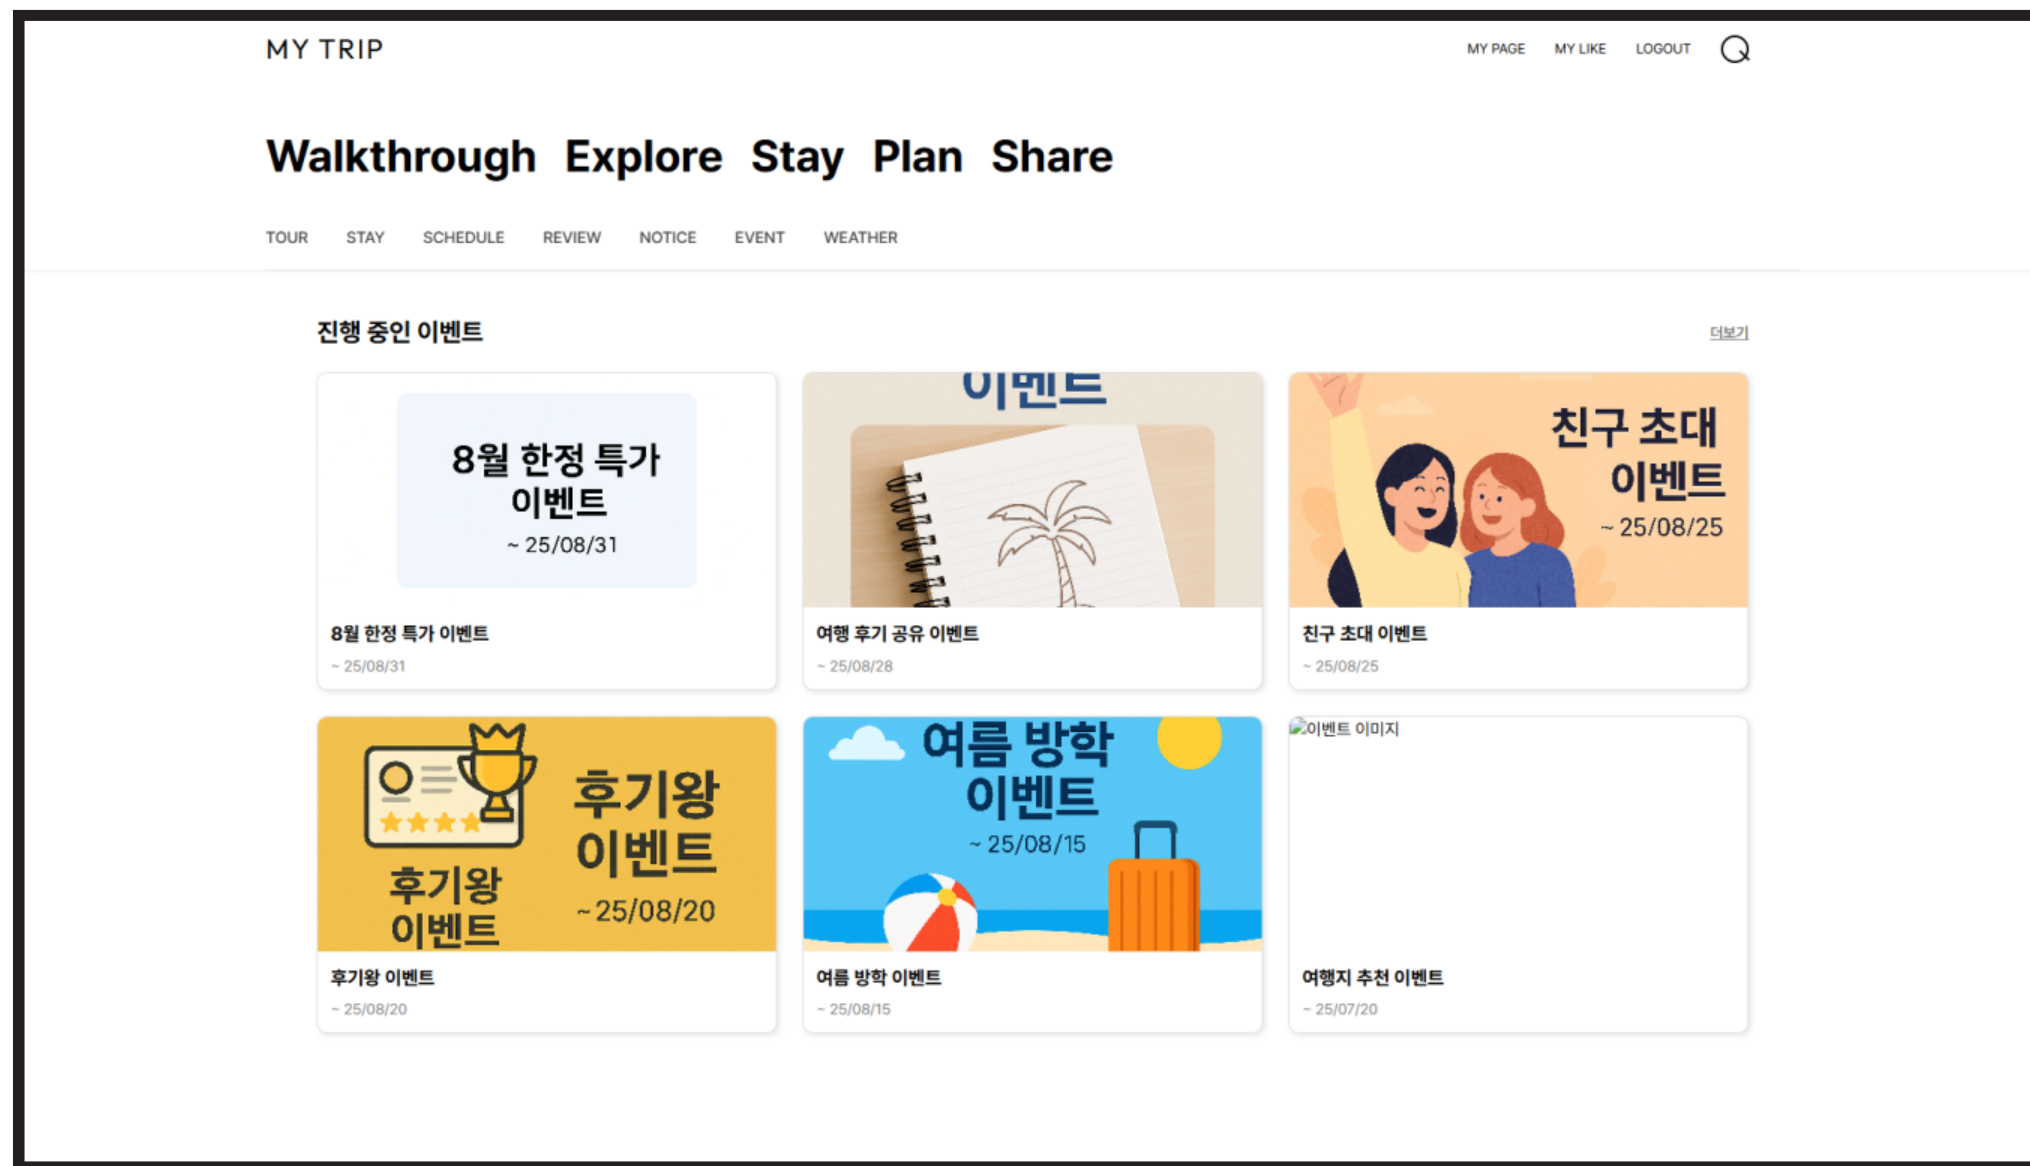 MY TRIP
MY PAGE MY LIKE LOGOUT
Walkthrough Explore Stay Plan Share
TOUR STAY SCHEDULE REVIEW NOTICE EVENT WEATHER
진행 중인 이벤트
더보기
8월 한정 특가
이벤트
~ 25/08/31
8월 한정 특가 이벤트
~ 25/08/31
이벤트
여행 후기 공유 이벤트
~ 25/08/28
친구 초대
이벤트
~ 25/08/25
친구 초대 이벤트
~ 25/08/25
후기왕
이벤트
후기왕
이벤트
~25/08/20
후기왕 이벤트
~ 25/08/20
여름 방학
이벤트
~ 25/08/15
여름 방학 이벤트
~ 25/08/15
이벤트 이미지
여행지 추천 이벤트
~ 25/07/20